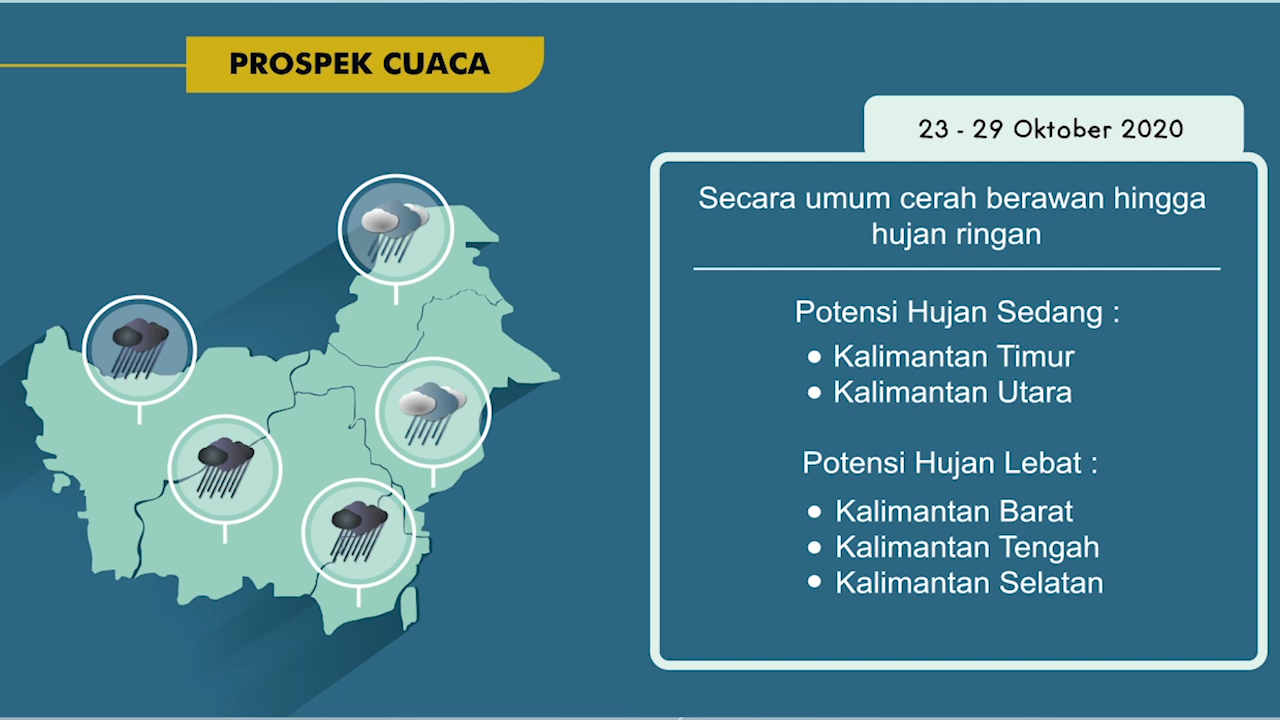 PROSPEK CUACA
23 - 29 Oktober 2020
Secara umum cerah berawan hingga
hujan ringan
Potensi Hujan Sedang :
• Kalimantan Timur
• Kalimantan Utara
Potensi Hujan Lebat :
• Kalimantan Barat
• Kalimantan Tengah
• Kalimantan Selatan